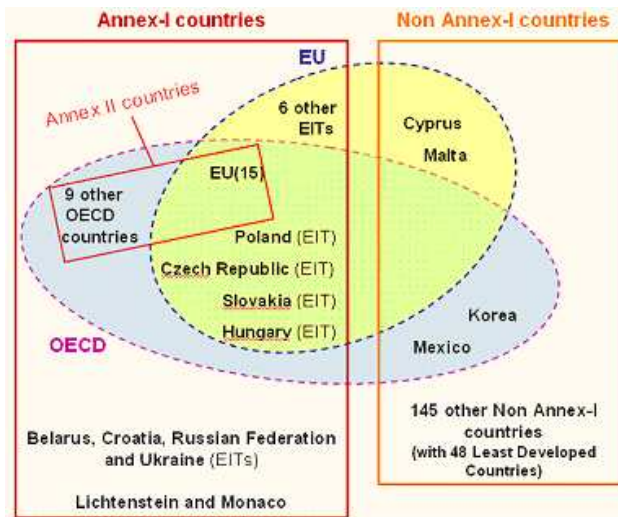 Annex-I countries
Non Annex-I countries
EU
Annex II countries
6 other
EITs
Cyprus
Malta
EU(15)
9 other
OECD
countries
Poland (EIT)
Czech Republic (EIT)
Slovakia (EIT)
Hungary (EIT)
Korea
Mexico
OECD
145 other Non Annex-I
countries
(with 48 Least Developed
Countries)
Belarus, Croatia, Russian Federation
and Ukraine (EITs)
Lichtenstein and Monaco